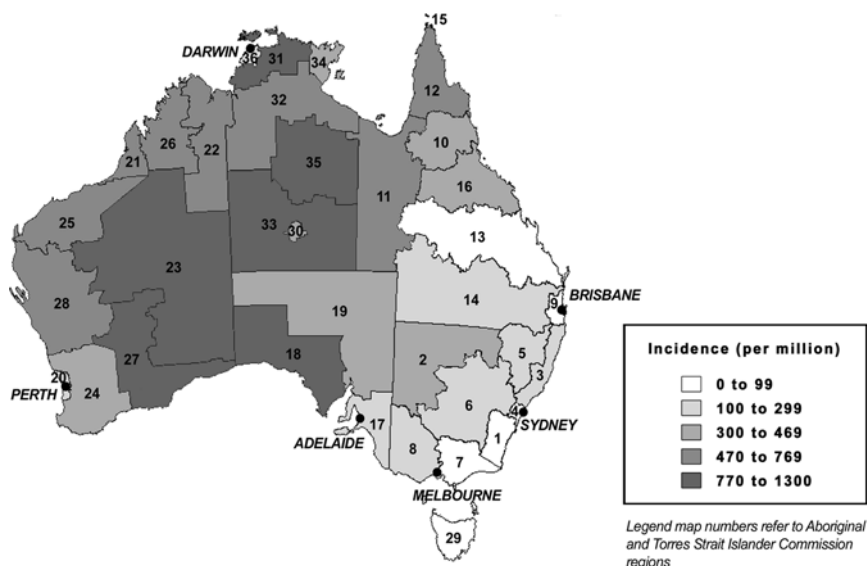 15
DARWIN
36
31
34
12
32
26
22
10
21
35
16
11
25
33
30
13
23
28
14
BRISBANE
9
19
27
18
2
5
3
20
PERTH
24
6
4
SYDNEY
17
ADELAIDE
8
7
1
MELBOURNE
29
Incidence (per million)
0 to 99
100 to 299
300 to 469
470 to 769
770 to 1300
Legend map numbers refer to Aboriginal
and Torres Strait Islander Commission
regions